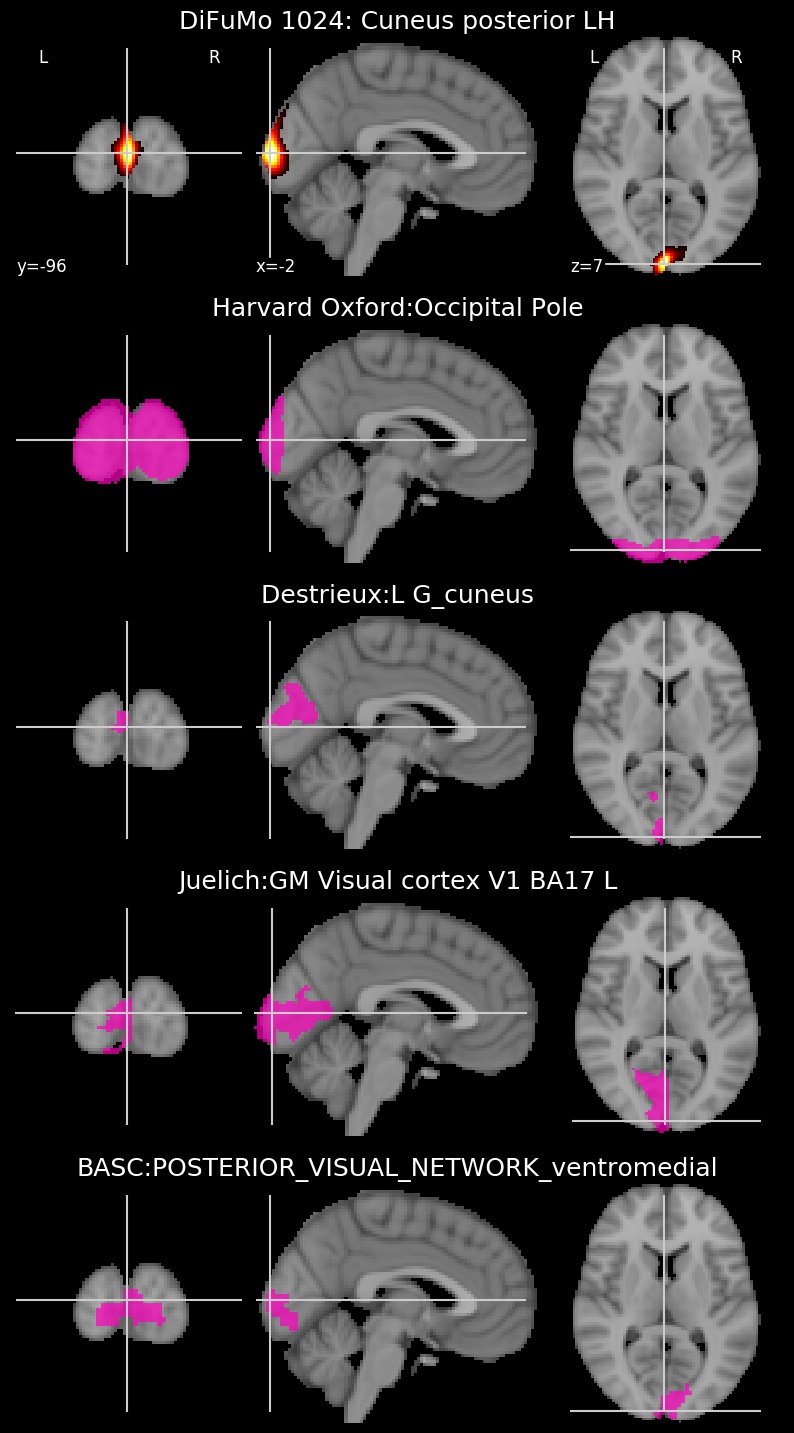 DiFuMo 1024: Cuneus posterior LH
L R L R
y=-96 x=-2 z=7
Harvard Oxford:Occipital Pole
Destrieux:L G_cuneus
Juelich:GM Visual cortex V1 BA17 L
BASC:POSTERIOR_VISUAL_NETWORK_ventromedial